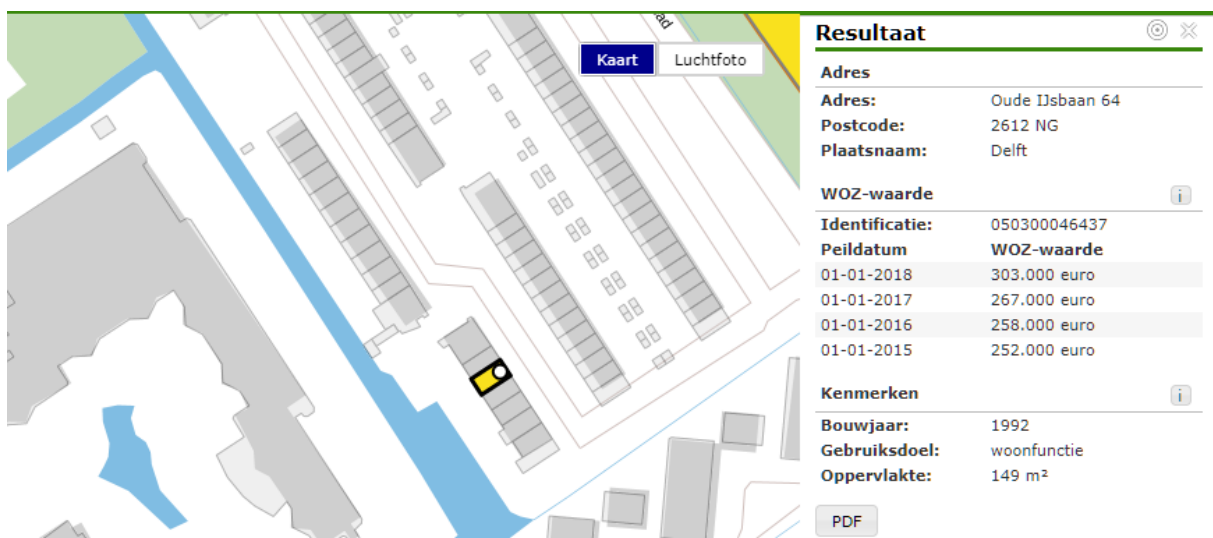 ad
Kaart Luchtfoto
Resultaat
Adres
Adres: Oude IJsbaan 64
Postcode: 2612 NG
Plaatsnaam: Delft
WOZ-waarde i
Identificatie: 050300046437
Peildatum WOZ-waarde
01-01-2018 303.000 euro
01-01-2017 267.000 euro
01-01-2016 258.000 euro
01-01-2015 252.000 euro
Kenmerken i
Bouwjaar: 1992
Gebruiksdoel: woonfunctie
Oppervlakte: 149 m²
PDF